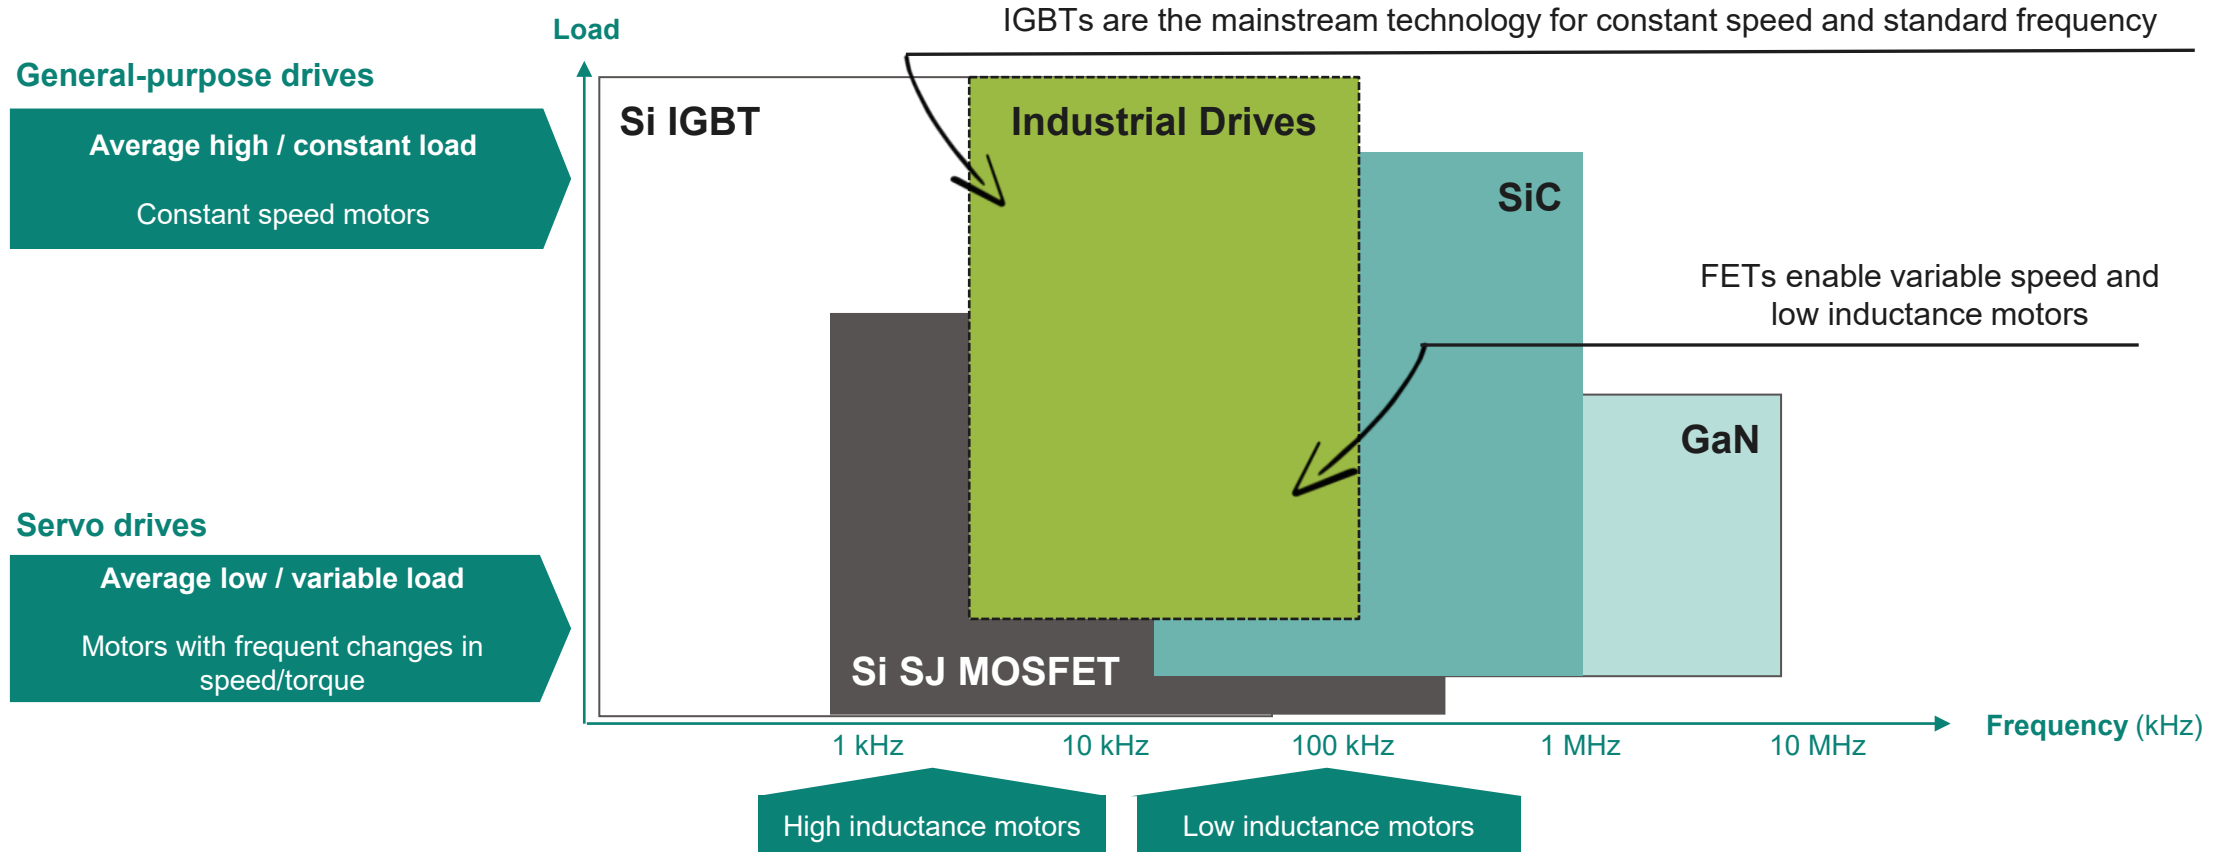 IGBTs are the mainstream technology for constant speed and standard frequency
Load
General-purpose drives
Average high / constant load
Constant speed motors
Si IGBT
Industrial Drives
SiC
FETs enable variable speed and
low inductance motors
GaN
Servo drives
Average low / variable load
Motors with frequent changes in
speed/torque
Si SJ MOSFET
Frequency (kHz)
1 kHz
10 kHz
100 kHz
1 MHz
10 MHz
High inductance motors
Low inductance motors